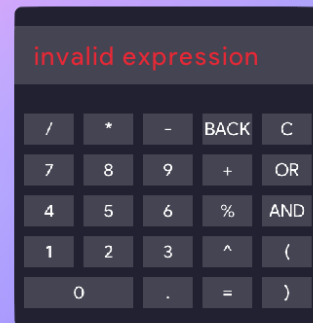 invalid expression
/ * - BACK C
7 8 9 + OR
4 5 6 % AND
1 2 3 ^ (
0 . = )